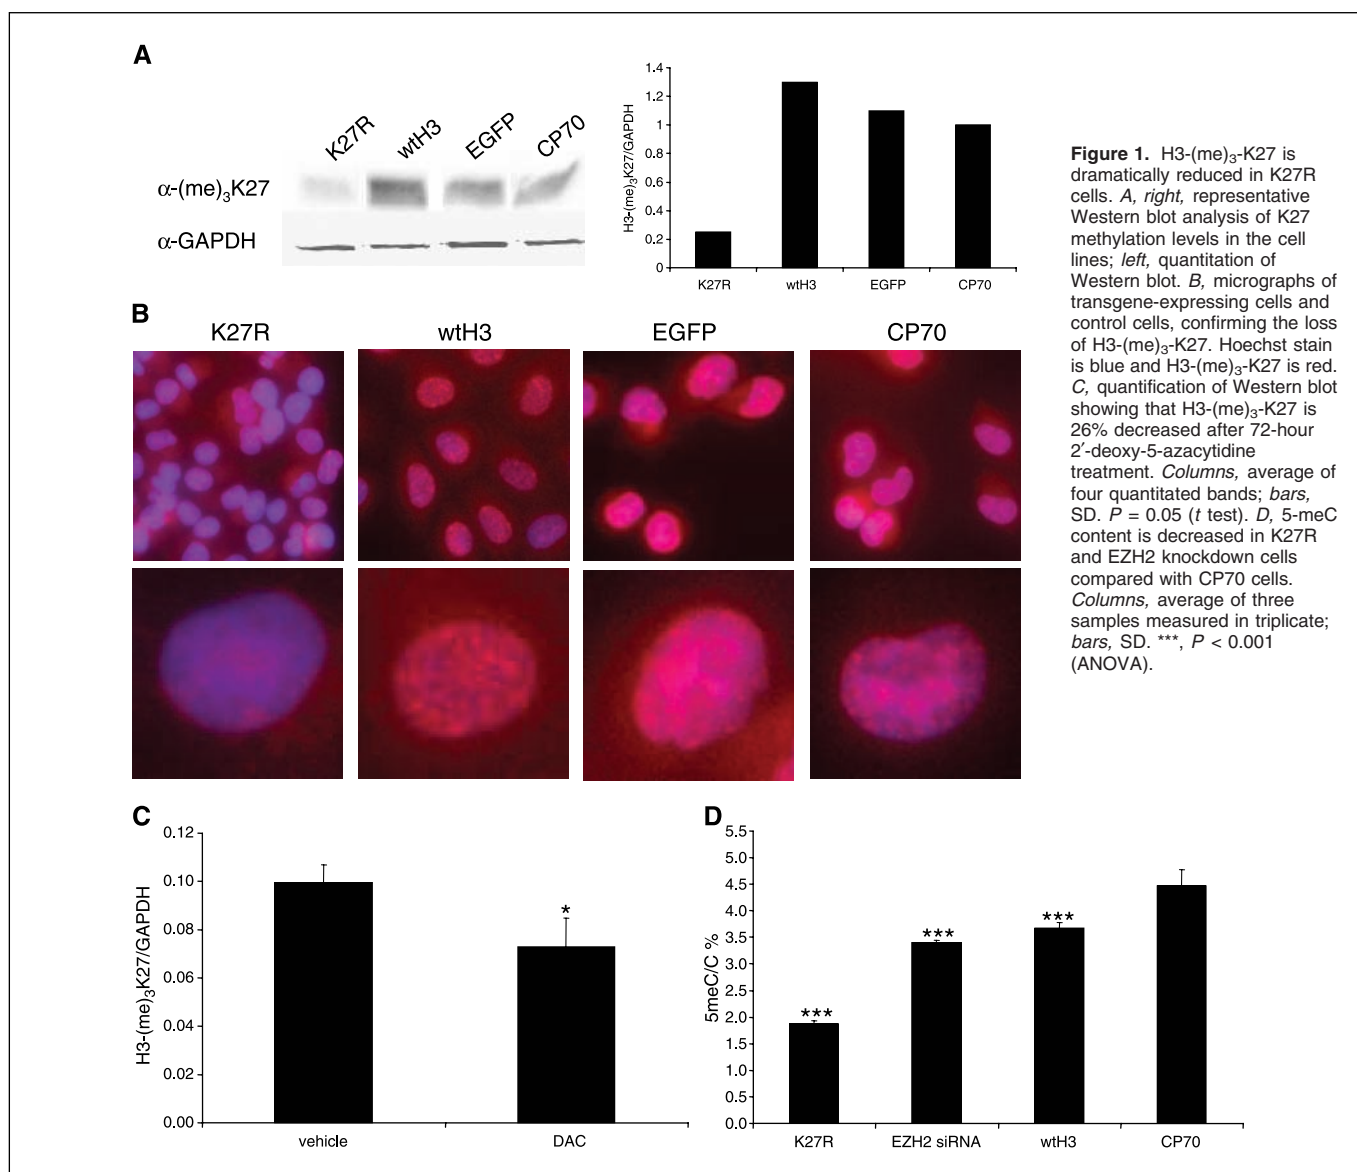 A
K27R
wtH3
EGFP
CP70
α-(me)₃K27
α-GAPDH
H3-(me)₃K27/GAPDH
1.4
1.2
1
0.8
0.6
0.4
0.2
0
K27R
wtH3
EGFP
CP70
B
K27R
wtH3
EGFP
CP70
C
H3-(me)₃K27/GAPDH
0.12
0.10
0.08
0.06
0.04
0.02
0.00
*
vehicle
DAC
D
5meC/C %
5.5
5.0
4.5
4.0
3.5
3.0
2.5
2.0
1.5
1.0
0.5
0.0
***
***
***
K27R
EZH2 siRNA
wtH3
CP70
Figure 1. H3-(me)₃-K27 is
dramatically reduced in K27R
cells. A, right, representative
Western blot analysis of K27
methylation levels in the cell
lines; left, quantitation of
Western blot. B, micrographs of
transgene-expressing cells and
control cells, confirming the loss
of H3-(me)₃-K27. Hoechst stain
is blue and H3-(me)₃-K27 is red.
C, quantification of Western blot
showing that H3-(me)₃-K27 is
26% decreased after 72-hour
2′-deoxy-5-azacytidine
treatment. Columns, average of
four quantitated bands; bars,
SD. P = 0.05 (t test). D, 5-meC
content is decreased in K27R
and EZH2 knockdown cells
compared with CP70 cells.
Columns, average of three
samples measured in triplicate;
bars, SD. ***, P < 0.001
(ANOVA).